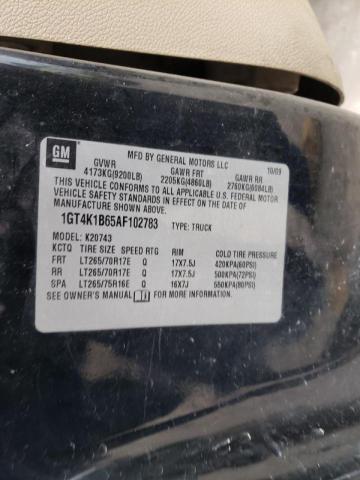 GM
MFD BY GENERAL MOTORS LLC
10/09
GVWR GAWR FRT GAWR RR
4173KG(9200LB) 2205KG(4860LB) 2760KG(6084LB)
THIS VEHICLE CONFORMS TO ALL APPLICABLE U.S. FEDERAL MOTOR
VEHICLE SAFETY STANDARDS IN EFFECT ON THE DATE OF
MANUFACTURE SHOWN ABOVE.
1GT4K1B65AF102783 TYPE: TRUCK
MODEL: K20743
KCTQ TIRE SIZE SPEED RTG RIM COLD TIRE PRESSURE
FRT LT265/70R17E Q 17X7.5J 420KPA(60PSI)
RR LT265/70R17E Q 17X7.5J 500KPA(72PSI)
SPA LT265/75R16E Q 16X7J 550KPA(80PSI)
SEE OWNER'S MANUAL FOR MORE INFORMATION.